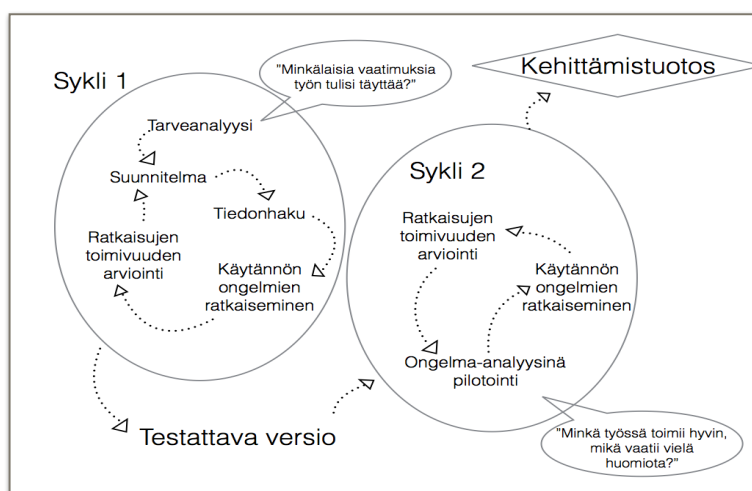 Sykli 1
"Minkälaisia vaatimuksia
työn tulisi täyttää?"
Tarveanalyysi
Suunnitelma
Tiedonhaku
Ratkaisujen
toimivuuden
arviointi
Käytännön
ongelmien
ratkaiseminen
Testattava versio
Kehittämistuotos
Sykli 2
Ratkaisujen
toimivuuden
arviointi
Käytännön
ongelmien
ratkaiseminen
Ongelma-analyysinä
pilotointi
"Minkä työssä toimii hyvin,
mikä vaatii vielä
huomiota?"